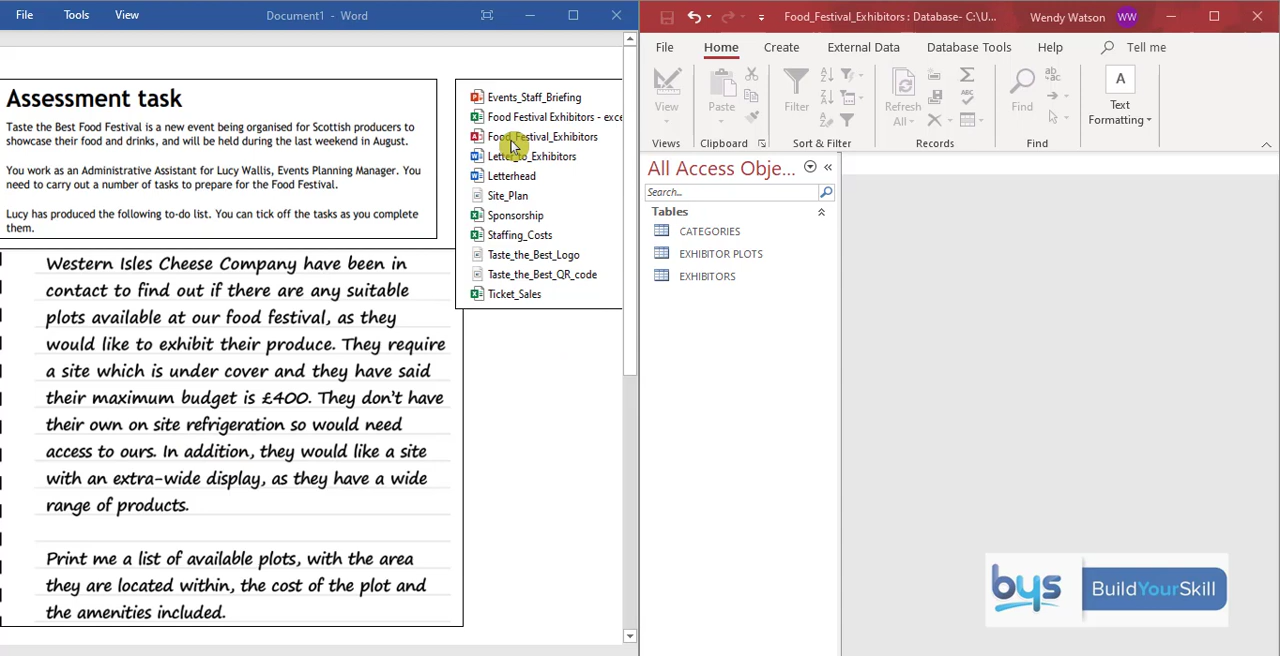 File Tools View Document1 - Word
Assessment task
Taste the Best Food Festival is a new event being organised for Scottish producers to
showcase their food and drinks, and will be held during the last weekend in August.
You work as an Administrative Assistant for Lucy Wallis, Events Planning Manager. You
need to carry out a number of tasks to prepare for the Food Festival.
Lucy has produced the following to-do list. You can tick off the tasks as you complete
them.
Events_Staff_Briefing
Food Festival Exhibitors - exce
Food_Festival_Exhibitors
Letter_to_Exhibitors
Letterhead
Site_Plan
Sponsorship
Staffing_Costs
Taste_the_Best_Logo
Taste_the_Best_QR_code
Ticket_Sales
Western Isles Cheese Company have been in
contact to find out if there are any suitable
plots available at our food festival, as they
would like to exhibit their produce. They require
a site which is under cover and they have said
their maximum budget is £400. They don't have
their own on site refrigeration so would need
access to ours. In addition, they would like a site
with an extra-wide display, as they have a wide
range of products.
Print me a list of available plots, with the area
they are located within, the cost of the plot and
the amenities included.
Food_Festival_Exhibitors : Database- C:\U... Wendy Watson WW
File Home Create External Data Database Tools Help Tell me
View
Views
Paste
Clipboard
Filter
Sort & Filter
Refresh
All
Records
Find
Find
A
Text
Formatting
All Access Obje...
Search...
Tables
CATEGORIES
EXHIBITOR PLOTS
EXHIBITORS
bys BuildYourSkill